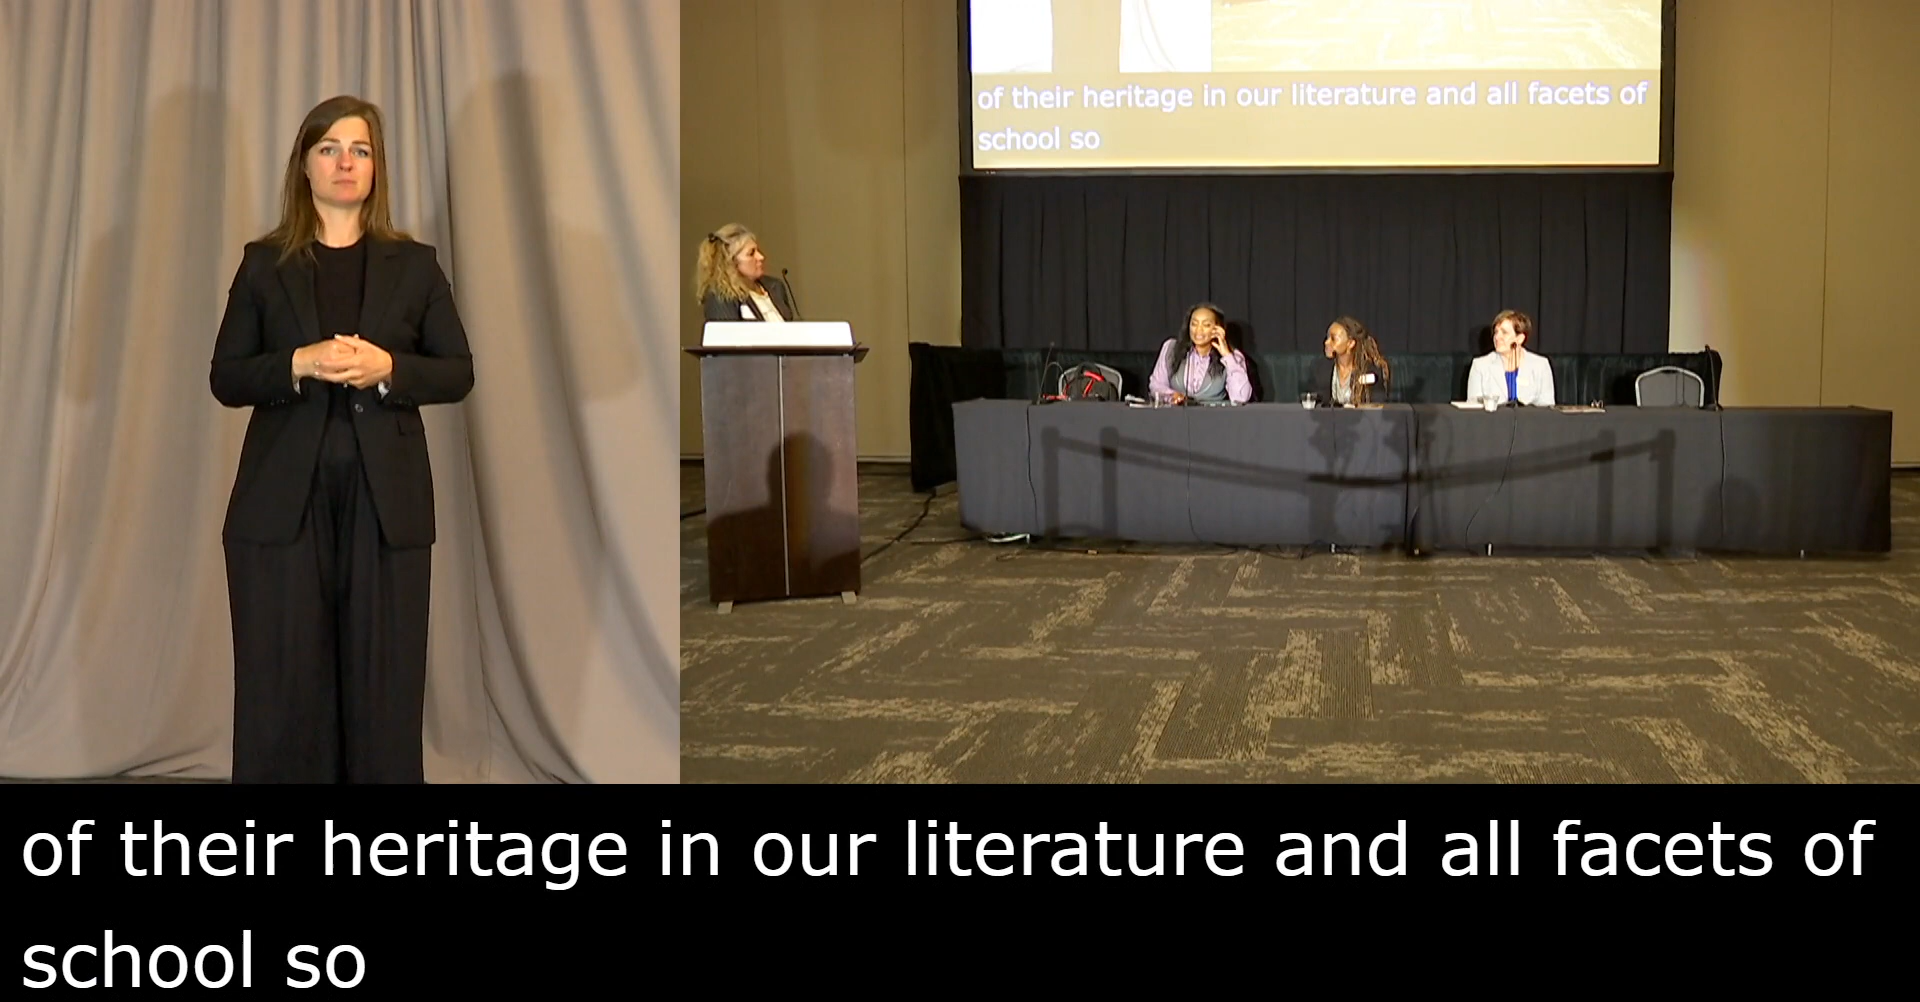 of their heritage in our literature and all facets of
school so
of their heritage in our literature and all facets of
school so